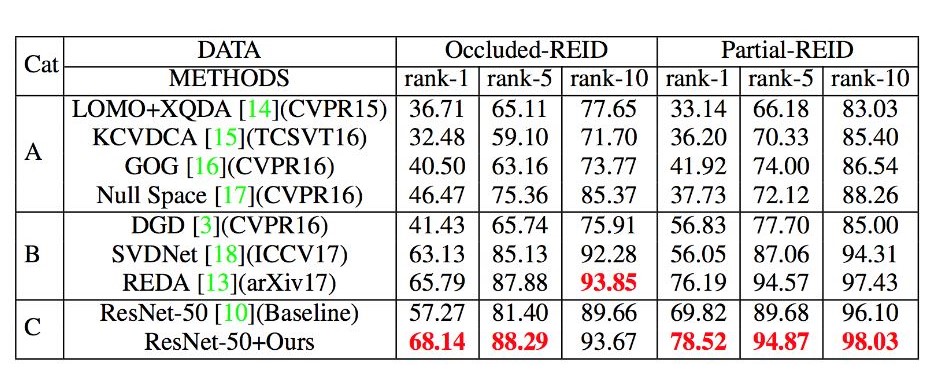 Cat DATA Occluded-REID Partial-REID
METHODS rank-1 rank-5 rank-10 rank-1 rank-5 rank-10
A
LOMO+XQDA [14](CVPR15) 36.71 65.11 77.65 33.14 66.18 83.03
KCVDCA [15](TCSVT16) 32.48 59.10 71.70 36.20 70.33 85.40
GOG [16](CVPR16) 40.50 63.16 73.77 41.92 74.00 86.54
Null Space [17](CVPR16) 46.47 75.36 85.37 37.73 72.12 88.26
B
DGD [3](CVPR16) 41.43 65.74 75.91 56.83 77.70 85.00
SVDNet [18](ICCV17) 63.13 85.13 92.28 56.05 87.06 94.31
REDA [13](arXiv17) 65.79 87.88 93.85 76.19 94.57 97.43
C
ResNet-50 [10](Baseline) 57.27 81.40 89.66 69.82 89.68 96.10
ResNet-50+Ours 68.14 88.29 93.67 78.52 94.87 98.03